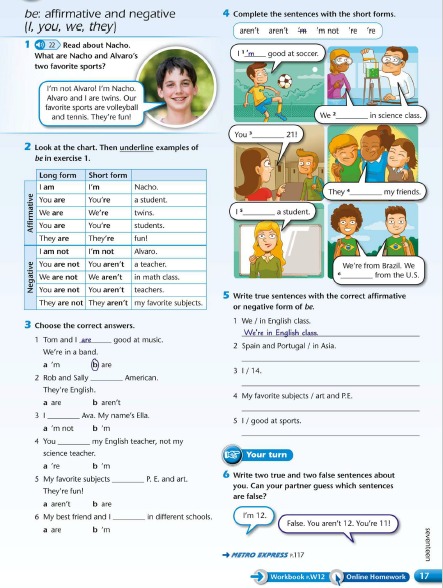 be: affirmative and negative
(I, you, we, they)
1 22 Read about Nacho.
What are Nacho and Alvaro's
two favorite sports?
I'm not Alvaro! I'm Nacho.
Alvaro and I are twins. Our
favorite sports are volleyball
and tennis. They're fun!
2 Look at the chart. Then underline examples of
be in exercise 1.
Long form Short form
Affirmative
I am I'm Nacho.
You are You're a student.
We are We're twins.
You are You're students.
They are They're fun!
Negative
I am not I'm not Alvaro.
You are not You aren't a teacher.
We are not We aren't in math class.
You are not You aren't teachers.
They are not They aren't my favorite subjects.
3 Choose the correct answers.
1 Tom and I are good at music.
We're in a band.
a 'm b are
2 Rob and Sally ________ American.
They're English.
a are b aren't
3 I ________ Ava. My name's Ella.
a 'm not b 'm
4 You ________ my English teacher, not my
science teacher.
a 're b 'm
5 My favorite subjects ________ P. E. and art.
They're fun!
a aren't b are
6 My best friend and I ________ in different schools.
a are b 'm
4 Complete the sentences with the short forms.
aren't aren't 'm 'm not 're 're
I 1 'm good at soccer.
We 2 ________ in science class.
You 3 ________ 21!
They 4 ________ my friends.
I 5 ________ a student.
We're from Brazil. We
6 ________ from the U.S.
5 Write true sentences with the correct affirmative
or negative form of be.
1 We / in English class.
We're in English class.
2 Spain and Portugal / in Asia.
3 I / 14.
4 My favorite subjects / art and P.E.
5 I / good at sports.
Your turn
6 Write two true and two false sentences about
you. Can your partner guess which sentences
are false?
I'm 12.
False. You aren't 12. You're 11!
METRO EXPRESS P.117
Workbook P.W12 Online Homework 17
seventeen